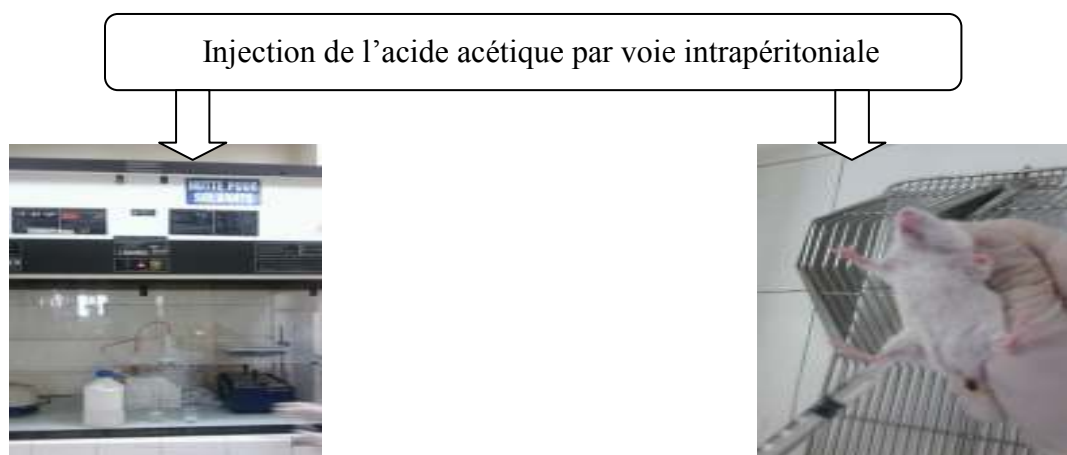 Injection de l’acide acétique par voie intrapéritoniale
HOTTE POUR
SOLVANTS